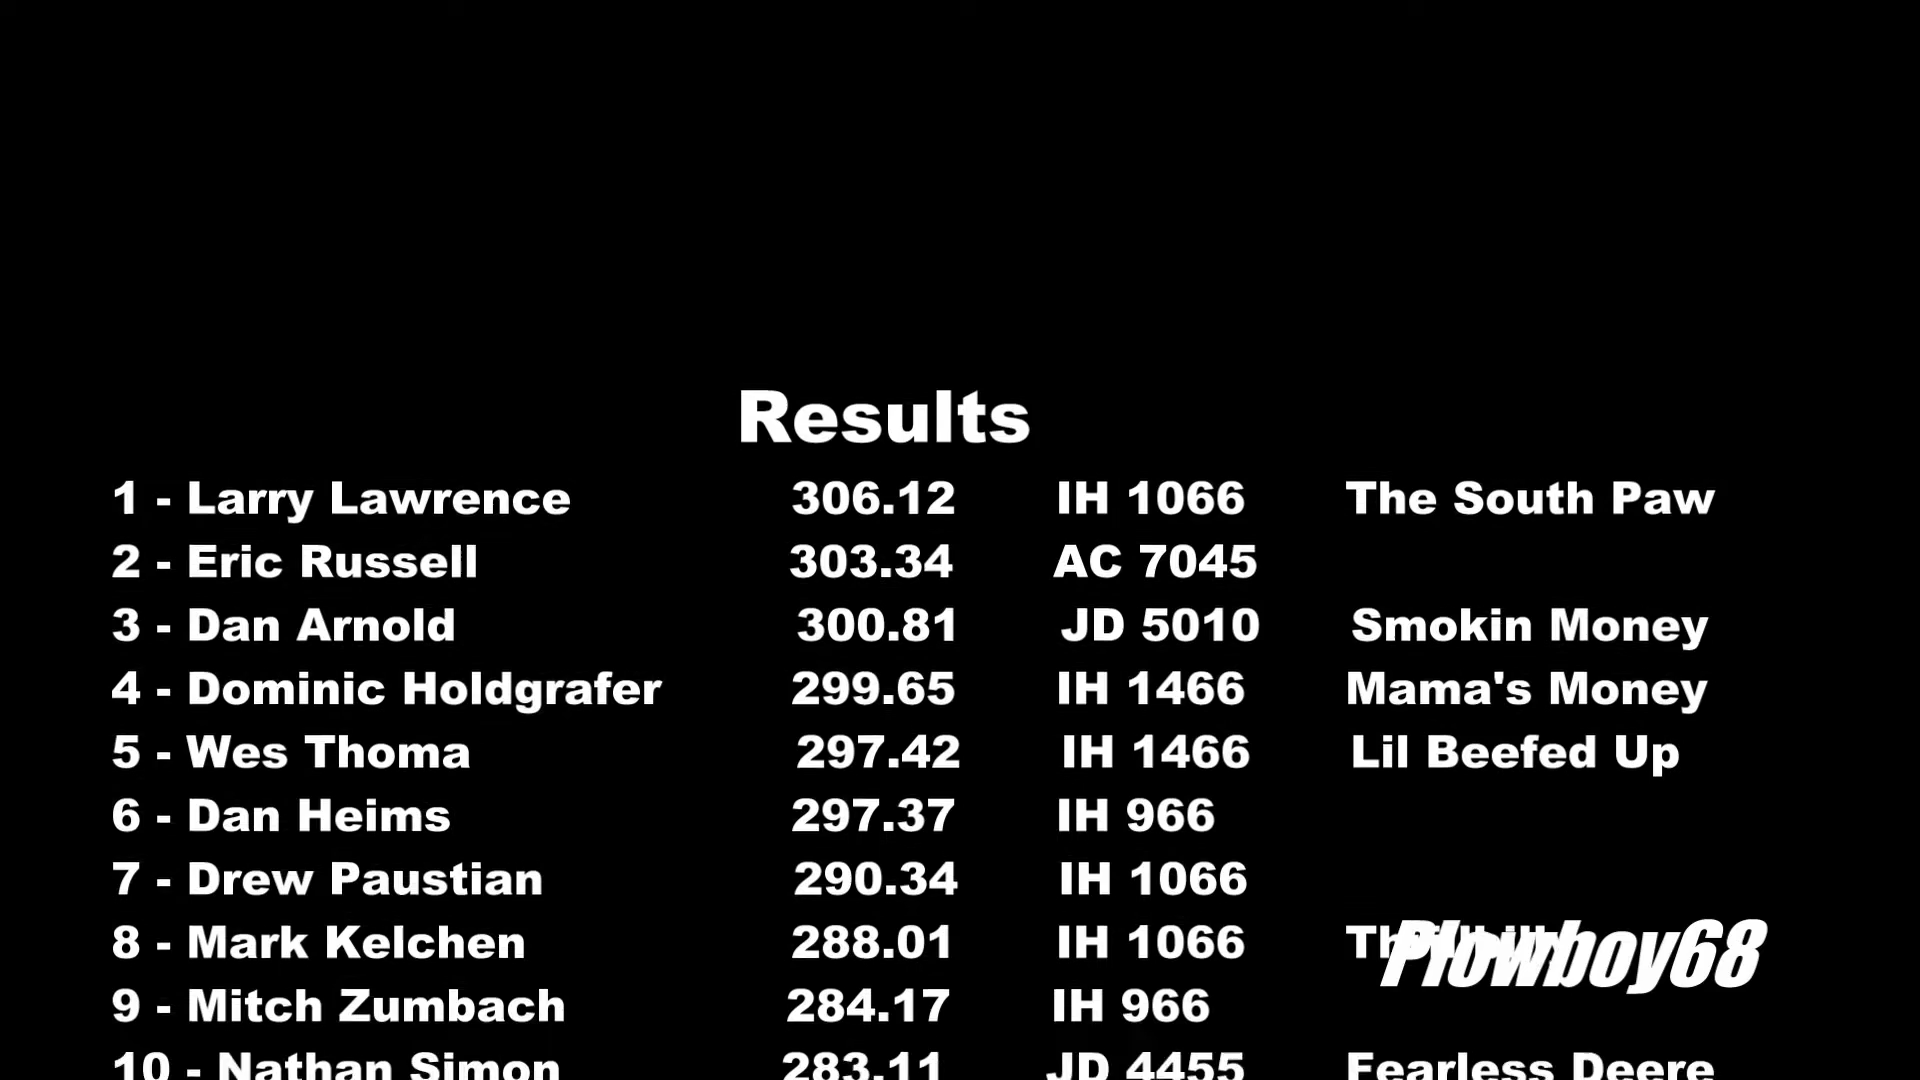 Results
1 - Larry Lawrence 306.12 IH 1066 The South Paw
2 - Eric Russell 303.34 AC 7045
3 - Dan Arnold 300.81 JD 5010 Smokin Money
4 - Dominic Holdgrafer 299.65 IH 1466 Mama's Money
5 - Wes Thoma 297.42 IH 1466 Lil Beefed Up
6 - Dan Heims 297.37 IH 966
7 - Drew Paustian 290.34 IH 1066
8 - Mark Kelchen 288.01 IH 1066
Plowboy68
9 - Mitch Zumbach 284.17 IH 966
10 - Nathan Simon 283.11 JD 4455 Fearless Deere